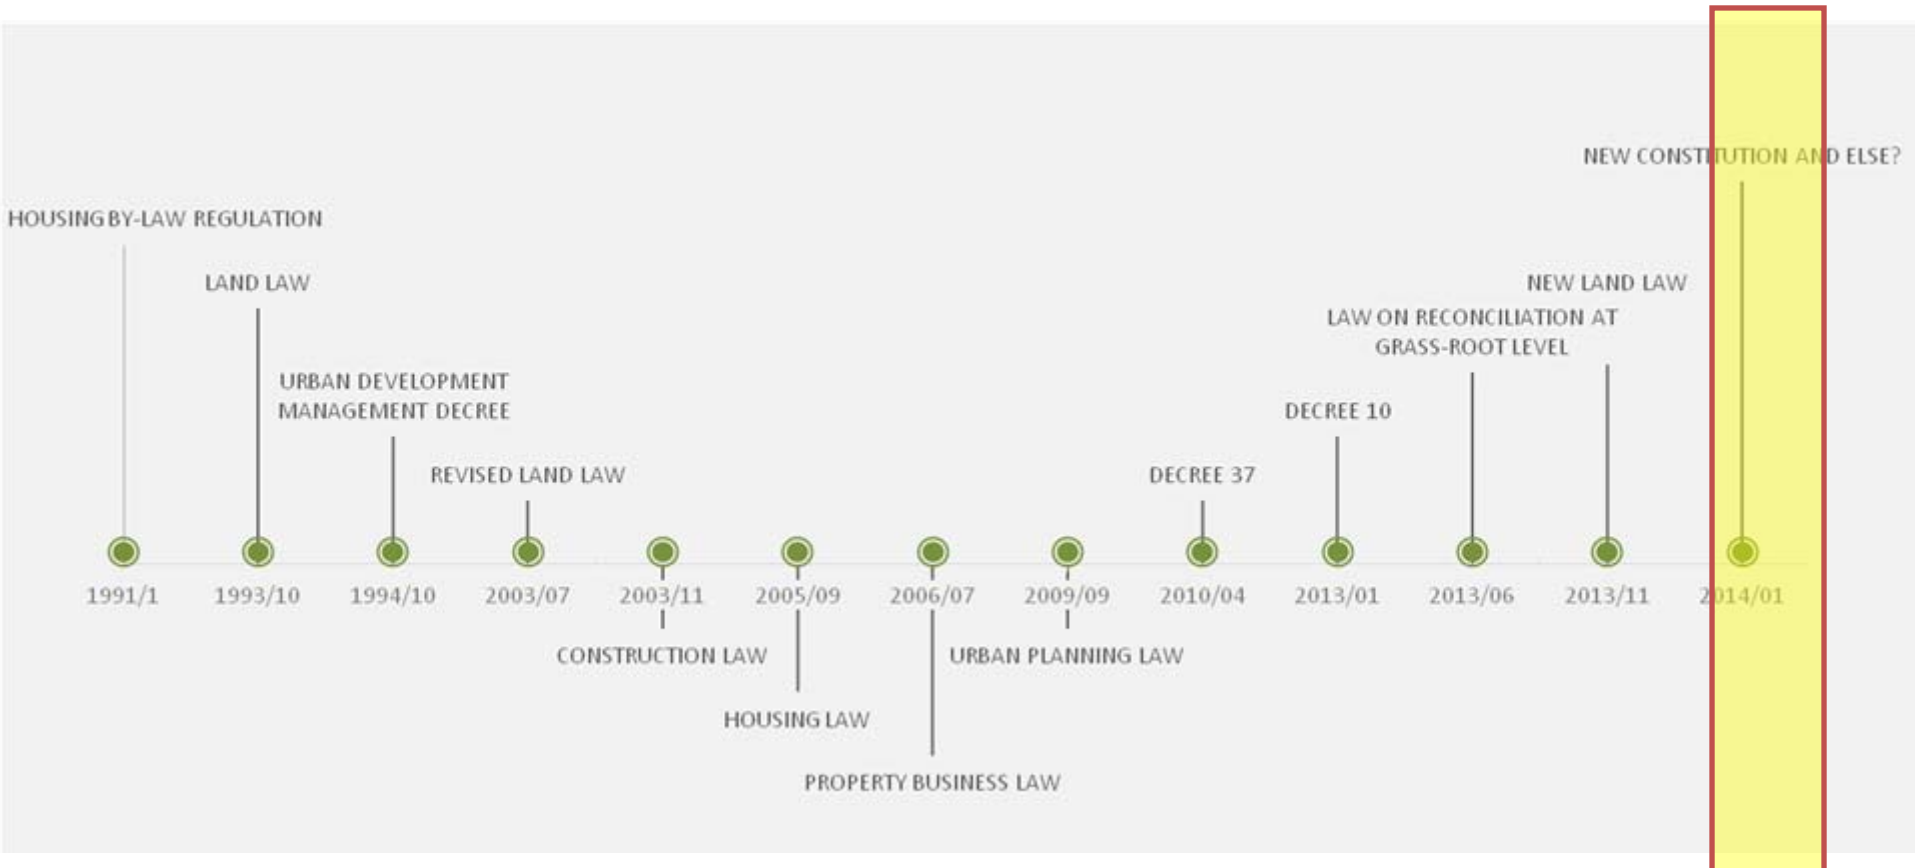 NEW CONSTITUTION AND ELSE?
HOUSING BY-LAW REGULATION
LAND LAW
NEW LAND LAW
LAW ON RECONCILIATION AT
GRASS-ROOT LEVEL
URBAN DEVELOPMENT
MANAGEMENT DECREE
DECREE 10
REVISED LAND LAW
DECREE 37
1991/1
1993/10
1994/10
2003/07
2003/11
2005/09
2006/07
2009/09
2010/04
2013/01
2013/06
2013/11
2014/01
CONSTRUCTION LAW
URBAN PLANNING LAW
HOUSING LAW
PROPERTY BUSINESS LAW